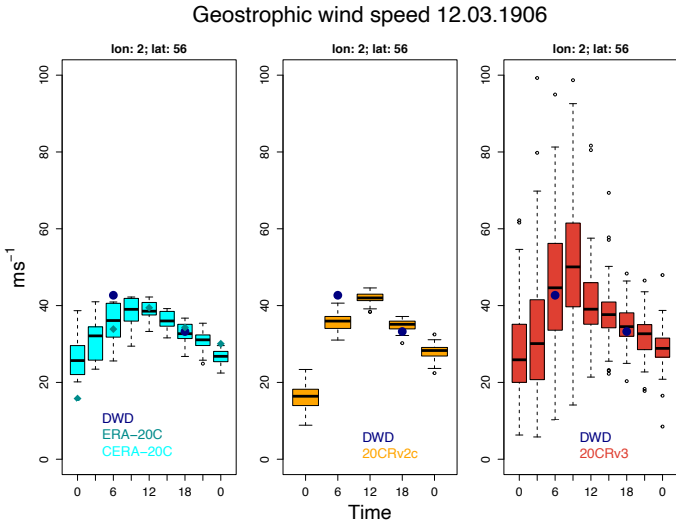 Geostrophic wind speed 12.03.1906
lon: 2; lat: 56
lon: 2; lat: 56
lon: 2; lat: 56
ms⁻¹
100
80
60
40
20
0
100
80
60
40
20
0
100
80
60
40
20
0
DWD
ERA−20C
CERA−20C
DWD
20CRv2c
DWD
20CRv3
0 6 12 18 0
0 6 12 18 0
0 6 12 18 0
Time